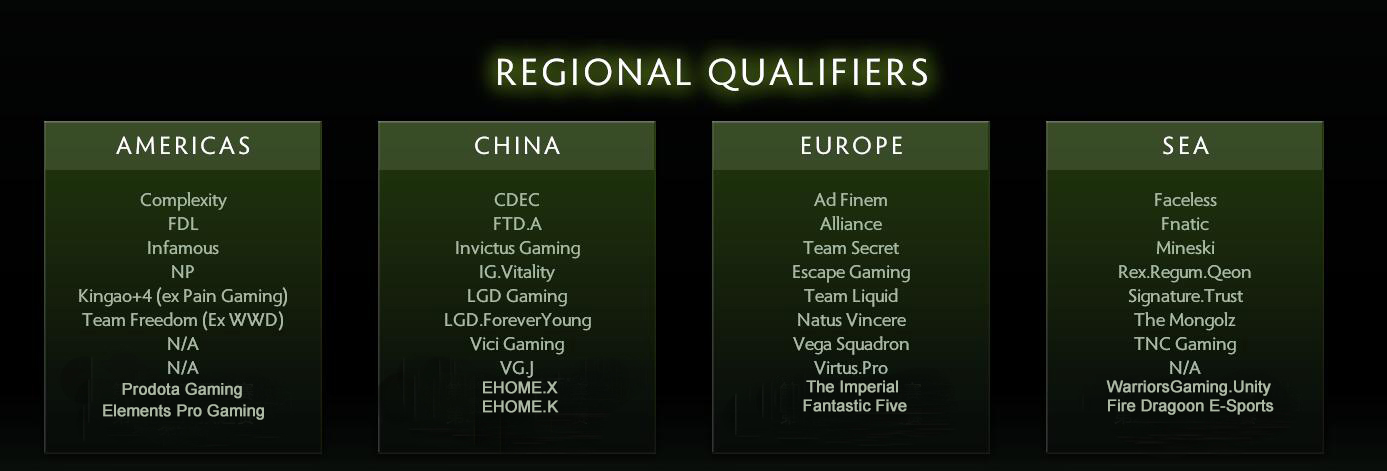 REGIONAL QUALIFIERS
AMERICAS
Complexity
FDL
Infamous
NP
Kingao+4 (ex Pain Gaming)
Team Freedom (Ex WWD)
N/A
N/A
Prodota Gaming
Elements Pro Gaming
CHINA
CDEC
FTD.A
Invictus Gaming
IG.Vitality
LGD Gaming
LGD.ForeverYoung
Vici Gaming
VG.J
EHOME.X
EHOME.K
EUROPE
Ad Finem
Alliance
Team Secret
Escape Gaming
Team Liquid
Natus Vincere
Vega Squadron
Virtus.Pro
The Imperial
Fantastic Five
SEA
Faceless
Fnatic
Mineski
Rex.Regum.Qeon
Signature.Trust
The Mongolz
TNC Gaming
N/A
WarriorsGaming.Unity
Fire Dragoon E-Sports